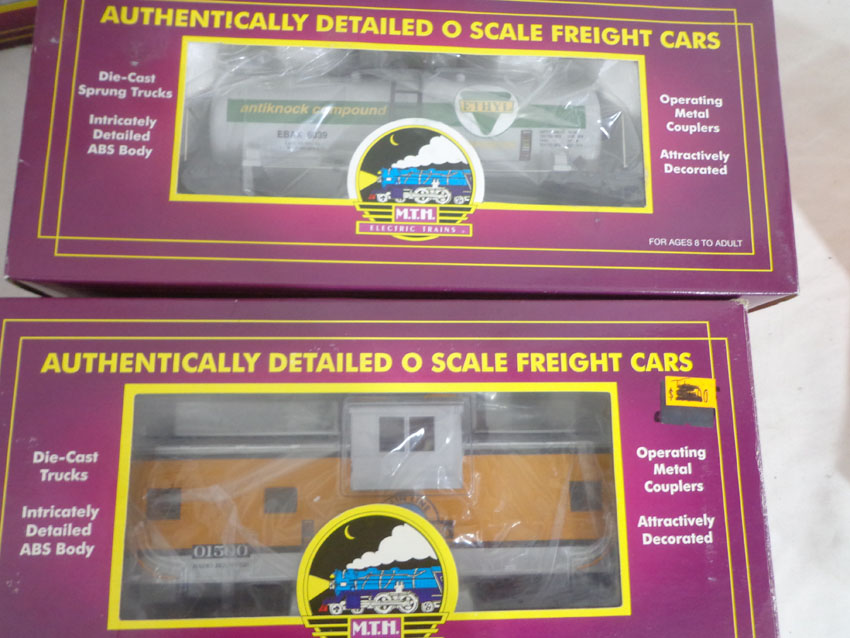 AUTHENTICALLY DETAILED O SCALE FREIGHT CARS
Die-Cast
Sprung Trucks
Intricately
Detailed
ABS Body
antiknock compound
ETHYL
Operating
Metal
Couplers
Attractively
Decorated
M.T.H.
ELECTRIC TRAINS
FOR AGES 8 TO ADULT
AUTHENTICALLY DETAILED O SCALE FREIGHT CARS
$
Die-Cast
Trucks
Intricately
Detailed
ABS Body
01500
Operating
Metal
Couplers
Attractively
Decorated
M.T.H.